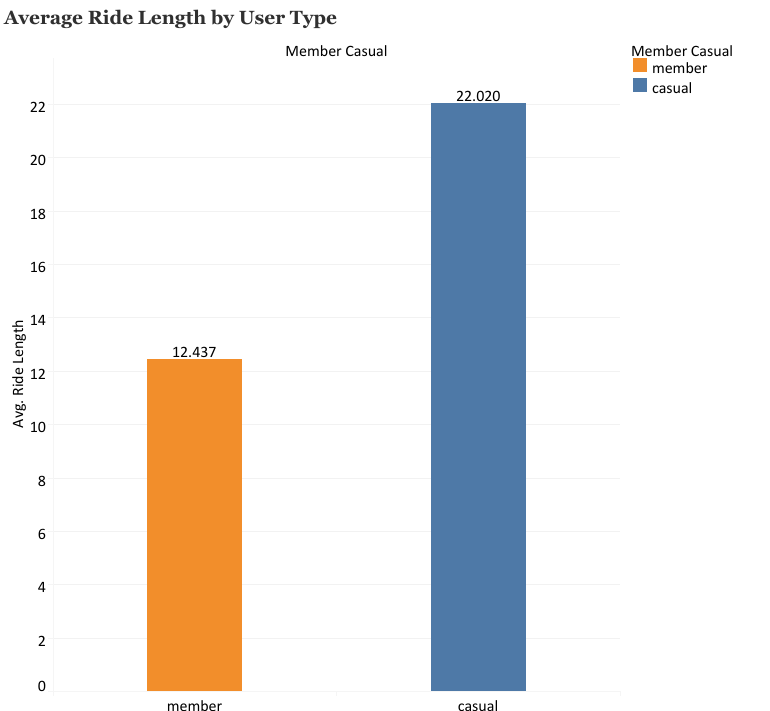 Average Ride Length by User Type
Member Casual
Member Casual
member
casual
22.020
12.437
Avg. Ride Length
22
20
18
16
14
12
10
8
6
4
2
0
member
casual